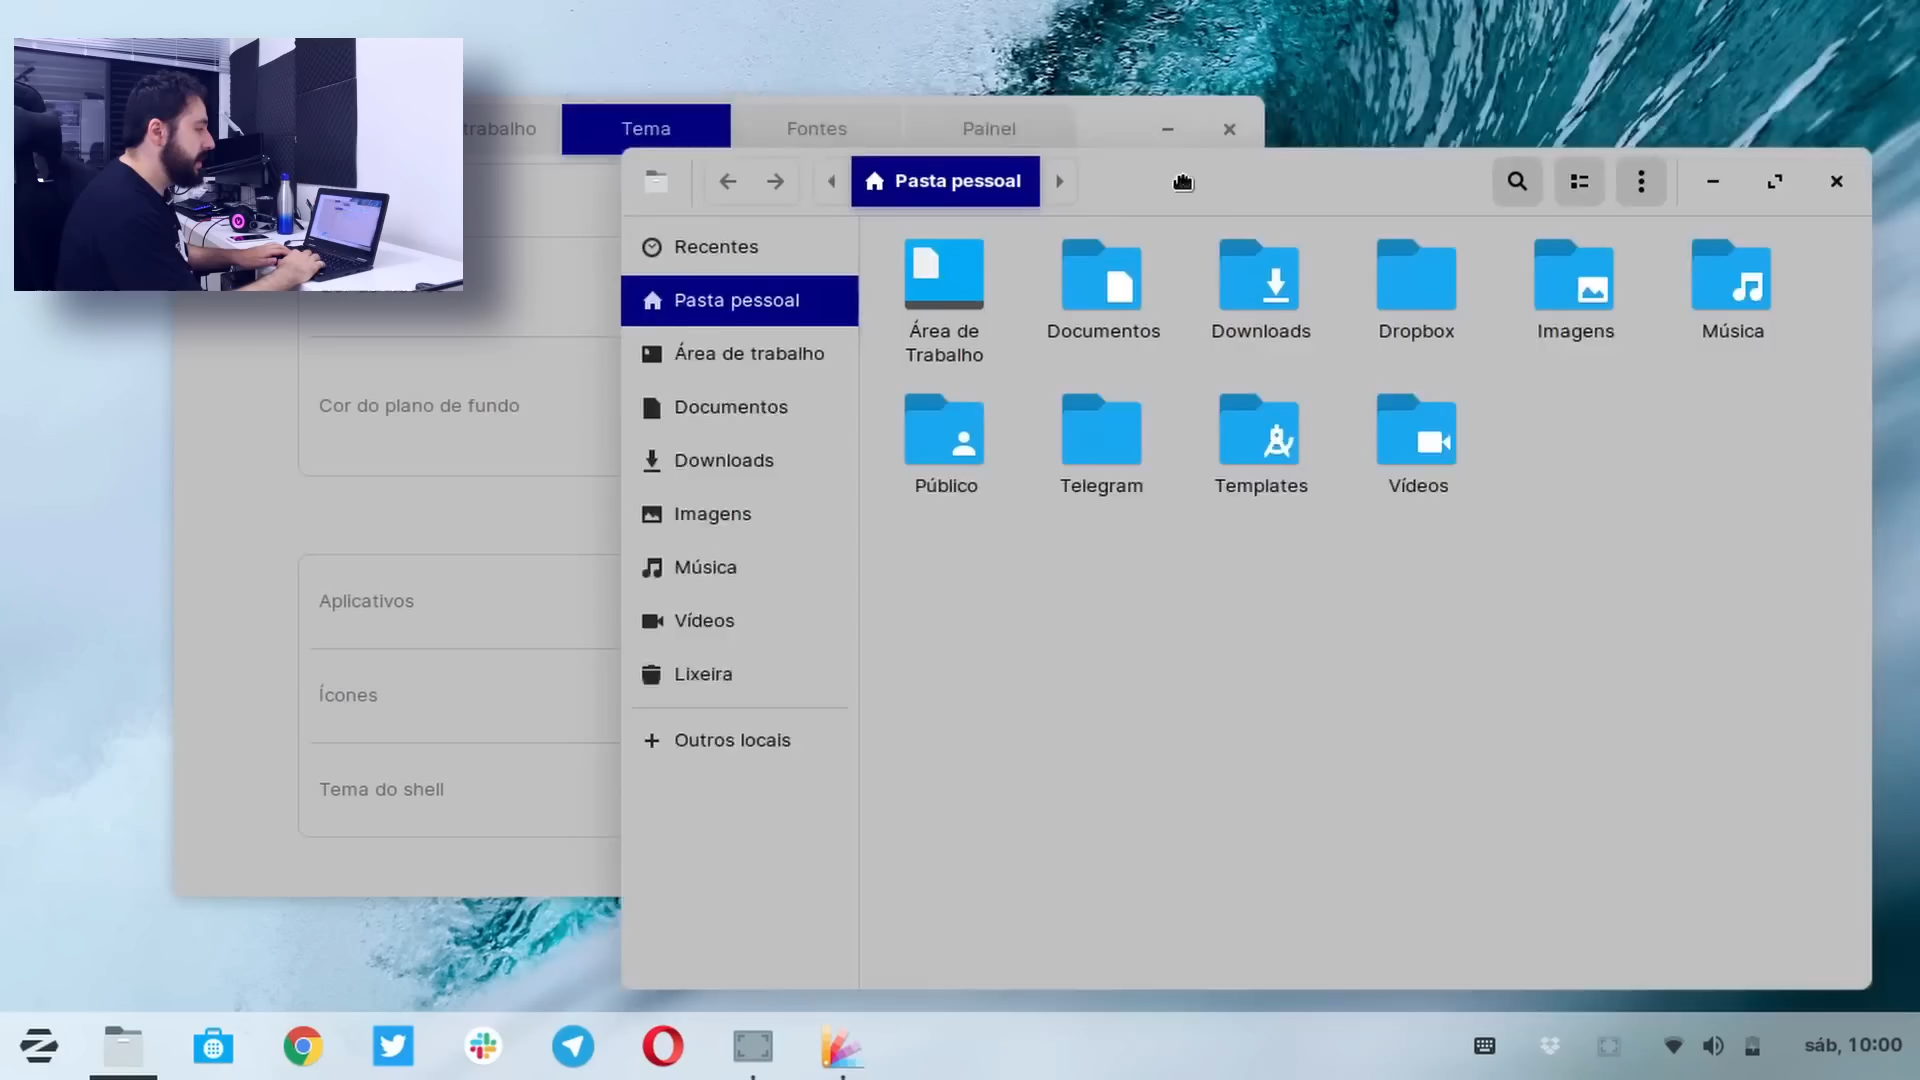 trabalho
Tema
Fontes
Painel
Pasta pessoal
Recentes
Pasta pessoal
Área de trabalho
Documentos
Downloads
Imagens
Música
Vídeos
Lixeira
Outros locais
Área de
Trabalho
Documentos
Downloads
Dropbox
Imagens
Música
Público
Telegram
Templates
Vídeos
Cor do plano de fundo
Aplicativos
Ícones
Tema do shell
sáb, 10:00